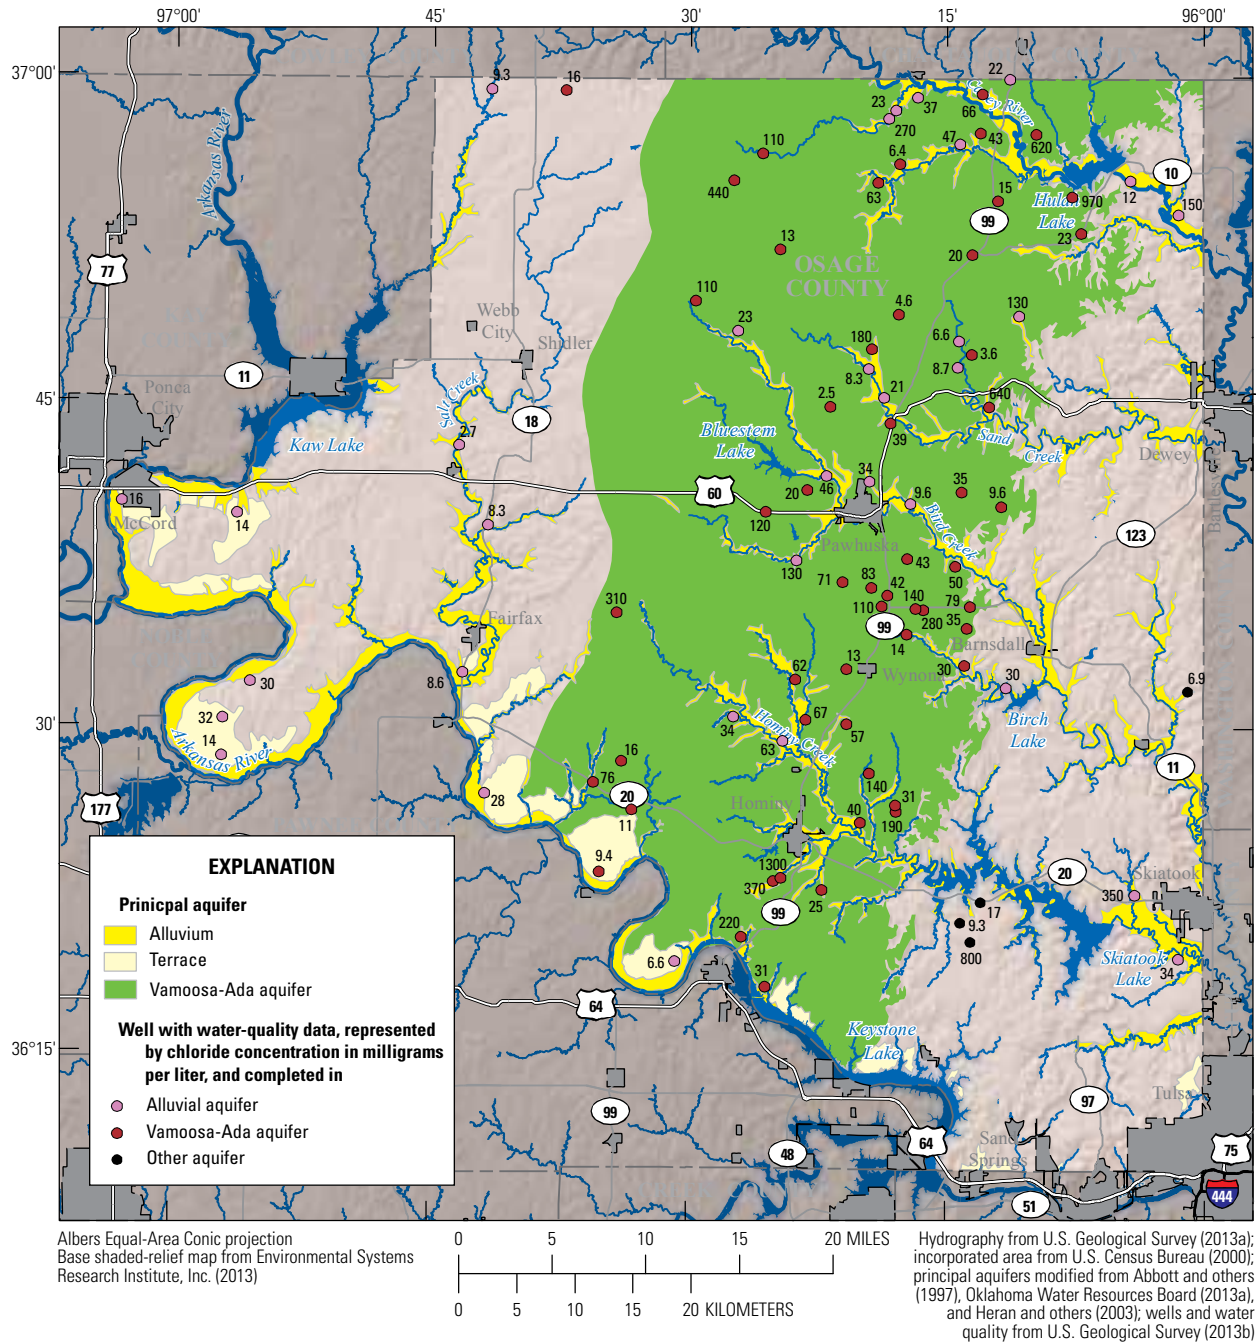 97°00'
45'
30'
15'
96°00'
37°00'
9.3
16
22
Caney River
23
37
66
270
47
43
620
110
6.4
10
440
63
15
970
12
150
Hulah
Lake
99
23
Arkansas River
13
20
77
OSAGE
COUNTY
110
4.6
130
23
Webb
City
180
6.6
Shidler
3.6
8.3
8.7
11
Ponca
City
21
Salt Creek
2.5
640
45'
18
39
Kaw Lake
2.7
Bluestem
Lake
Sand
Creek
Dewey
Bartlesville
34
46
20
35
60
9.6
9.6
16
McCord
14
8.3
120
Bird Creek
123
Pawhuska
130
43
50
71
83
42
140
79
310
110
280
35
99
Fairfax
14
Barnsdall
13
30
30
6.9
8.6
30
62
Wynona
32
34
67
Birch
Lake
30'
14
Arkansas River
Hominy Creek
57
63
16
11
76
140
177
28
20
Hominy
31
11
40
190
EXPLANATION
Prinicpal aquifer
Alluvium
Terrace
Vamoosa-Ada aquifer
Well with water-quality data, represented
by chloride concentration in milligrams
per liter, and completed in
Alluvial aquifer
Vamoosa-Ada aquifer
Other aquifer
9.4
1300
370
25
99
20
Skiatook
350
17
9.3
800
220
6.6
Skiatook
Lake
34
31
64
Keystone
Lake
36°15'
99
97
Tulsa
48
64
Sand
Springs
75
444
51
Albers Equal-Area Conic projection
Base shaded-relief map from Environmental Systems
Research Institute, Inc. (2013)
0 5 10 15 20 MILES
0 5 10 15 20 KILOMETERS
Hydrography from U.S. Geological Survey (2013a);
incorporated area from U.S. Census Bureau (2000);
principal aquifers modified from Abbott and others
(1997), Oklahoma Water Resources Board (2013a),
and Heran and others (2003); wells and water
quality from U.S. Geological Survey (2013b)